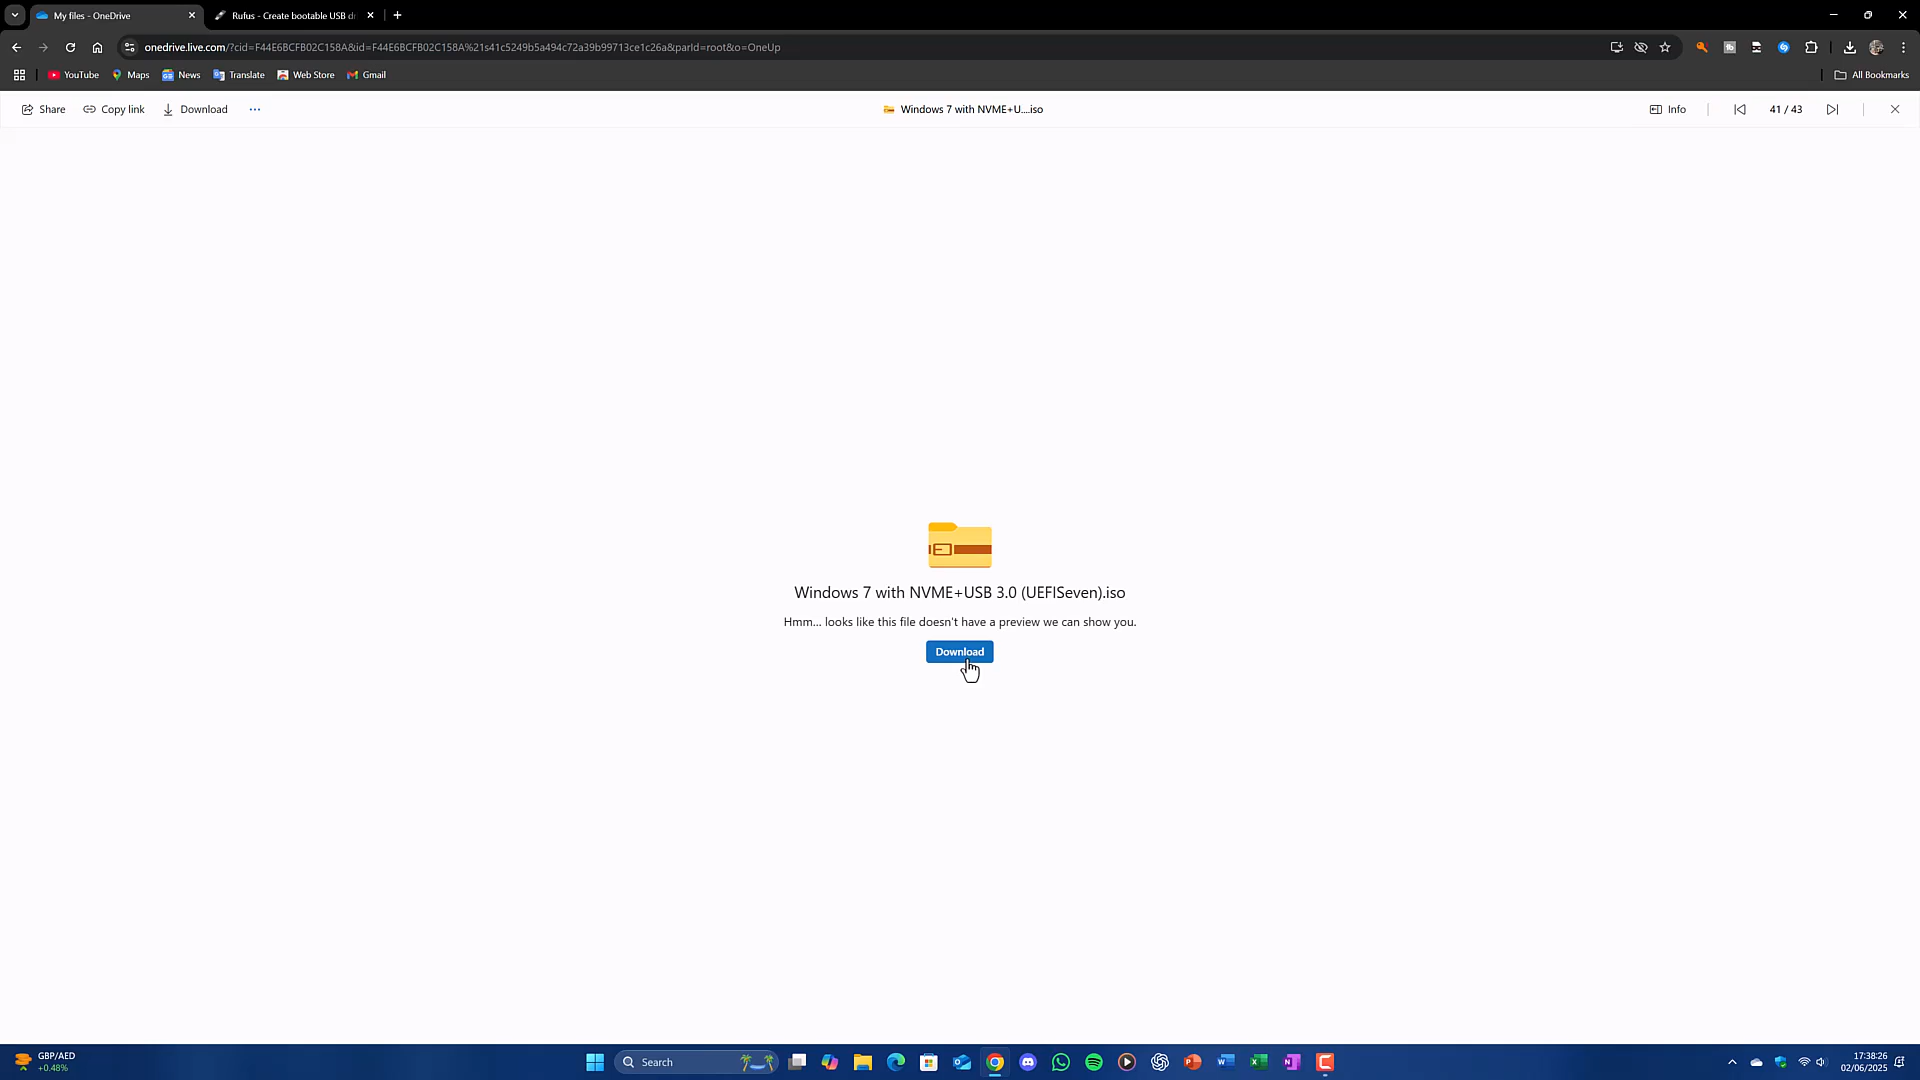 My files - OneDrive
Rufus - Create bootable USB dr
onedrive.live.com/?cid=F44E6BCFB02C158A&id=F44E6BCFB02C158A%21s41c5249b5a494c72a39b99713ce1c26a&parId=root&o=OneUp
YouTube Maps News Translate Web Store Gmail All Bookmarks
Share Copy link Download ... Windows 7 with NVME+U....iso Info 41 / 43
Windows 7 with NVME+USB 3.0 (UEFISeven).iso
Hmm... looks like this file doesn't have a preview we can show you.
Download
GBP/AED
+0.48%
Search
17:38:26
02/06/2025